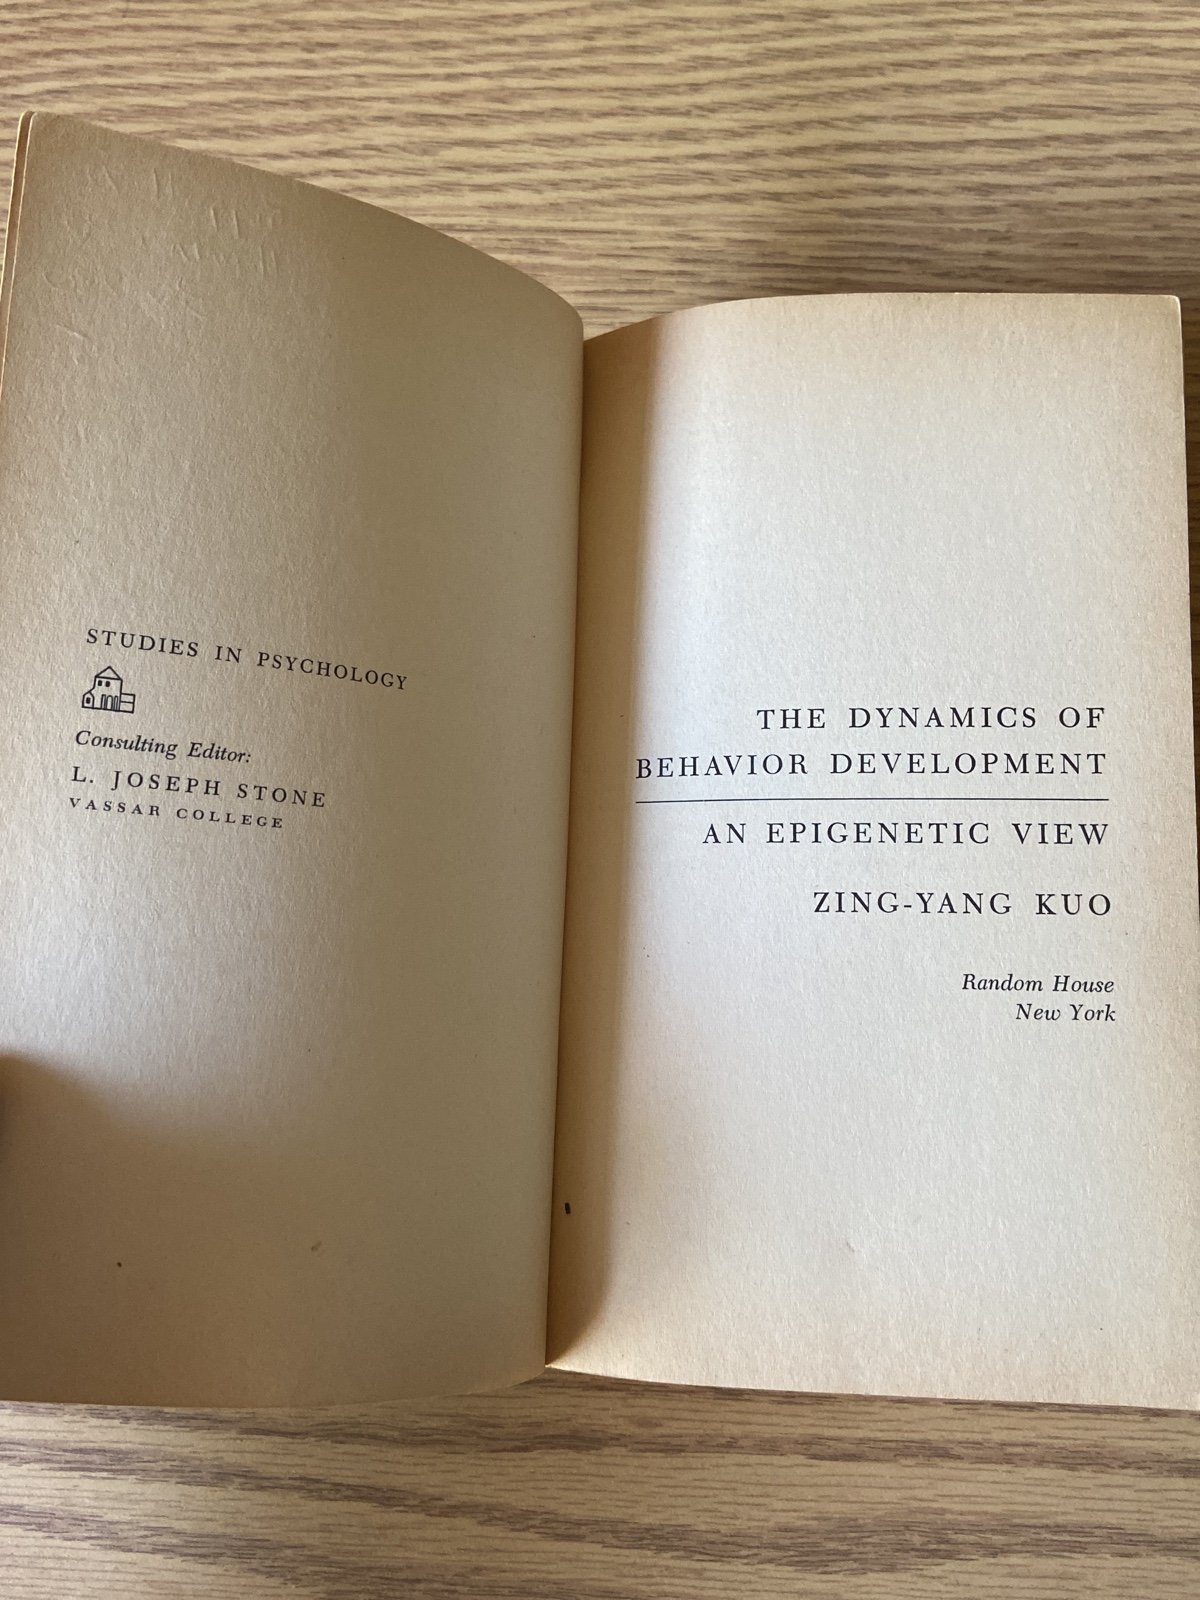 STUDIES IN PSYCHOLOGY
Consulting Editor:
L. JOSEPH STONE
VASSAR COLLEGE
THE DYNAMICS OF
BEHAVIOR DEVELOPMENT
AN EPIGENETIC VIEW
ZING-YANG KUO
Random House
New York